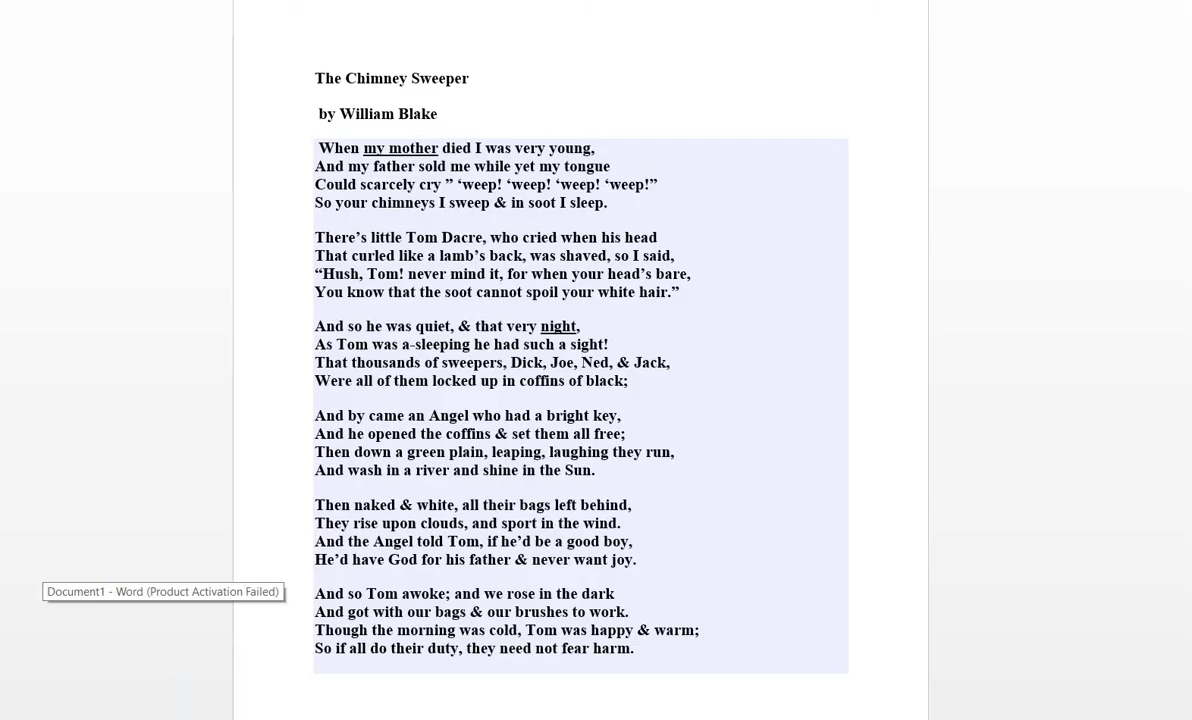 The Chimney Sweeper
by William Blake
When my mother died I was very young,
And my father sold me while yet my tongue
Could scarcely cry ” ‘weep! ‘weep! ‘weep! ‘weep!”
So your chimneys I sweep & in soot I sleep.
There’s little Tom Dacre, who cried when his head
That curled like a lamb’s back, was shaved, so I said,
“Hush, Tom! never mind it, for when your head’s bare,
You know that the soot cannot spoil your white hair.”
And so he was quiet, & that very night,
As Tom was a-sleeping he had such a sight!
That thousands of sweepers, Dick, Joe, Ned, & Jack,
Were all of them locked up in coffins of black;
And by came an Angel who had a bright key,
And he opened the coffins & set them all free;
Then down a green plain, leaping, laughing they run,
And wash in a river and shine in the Sun.
Then naked & white, all their bags left behind,
They rise upon clouds, and sport in the wind.
And the Angel told Tom, if he’d be a good boy,
He’d have God for his father & never want joy.
Document1 - Word (Product Activation Failed)
And so Tom awoke; and we rose in the dark
And got with our bags & our brushes to work.
Though the morning was cold, Tom was happy & warm;
So if all do their duty, they need not fear harm.